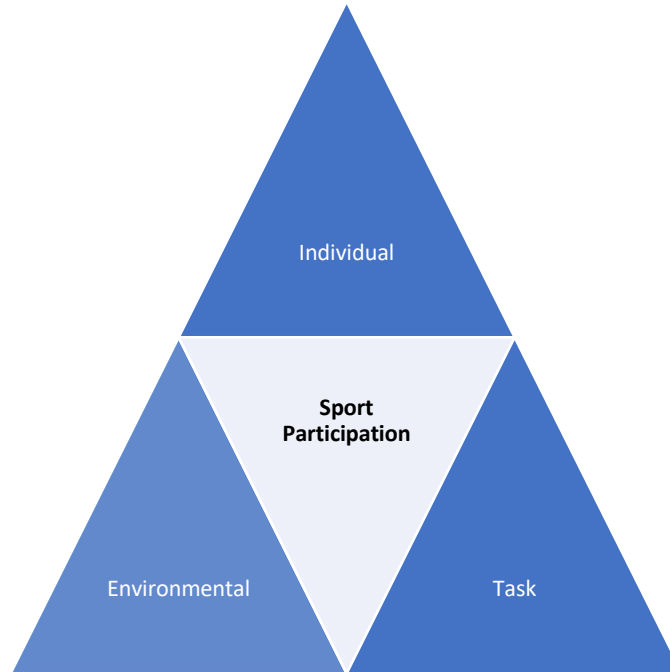 Individual
Sport
Participation
Environmental
Task